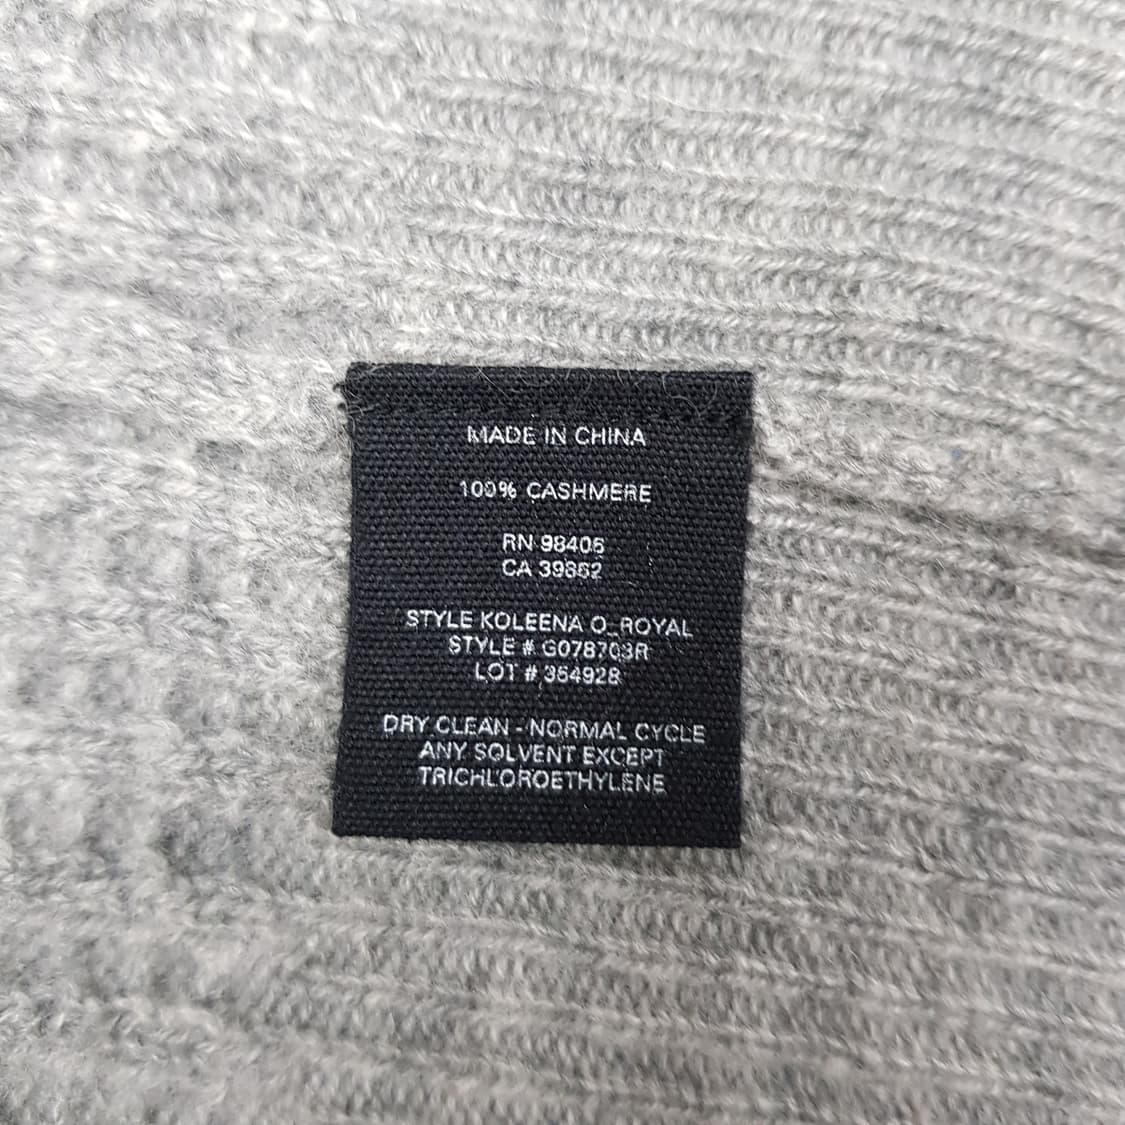 MADE IN CHINA
100% CASHMERE
RN 98406
CA 39862
STYLE KOLEENA O_ROYAL
STYLE # G078703R
LOT # 354928
DRY CLEAN - NORMAL CYCLE
ANY SOLVENT EXCEPT
TRICHLOROETHYLENE